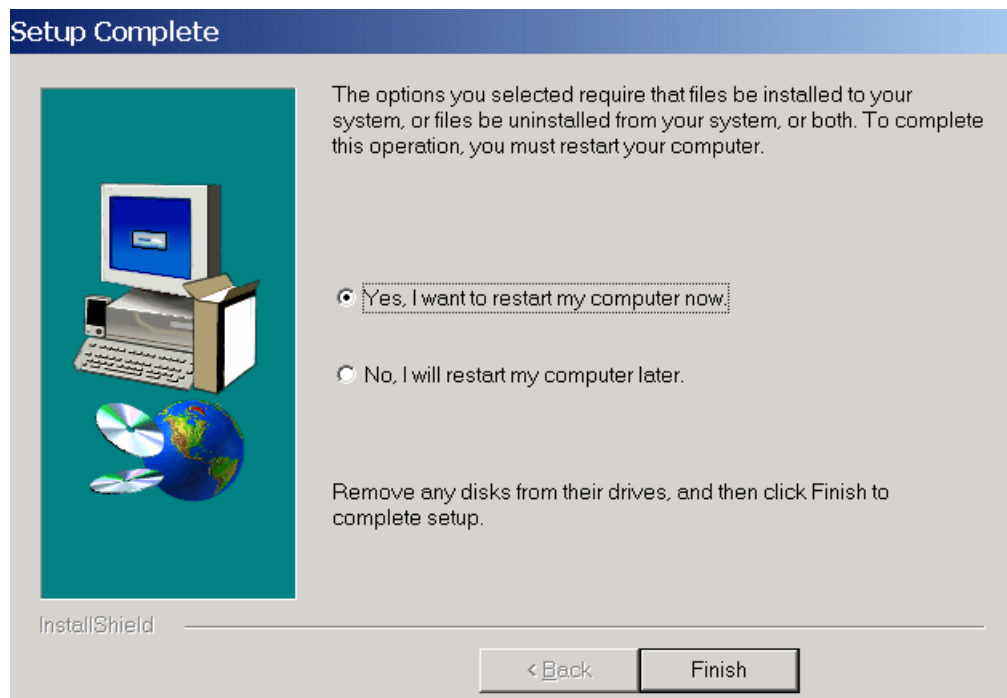 Setup Complete
The options you selected require that files be installed to your
system, or files be uninstalled from your system, or both. To complete
this operation, you must restart your computer.
Yes, I want to restart my computer now.
No, I will restart my computer later.
Remove any disks from their drives, and then click Finish to
complete setup.
InstallShield
< Back
Finish